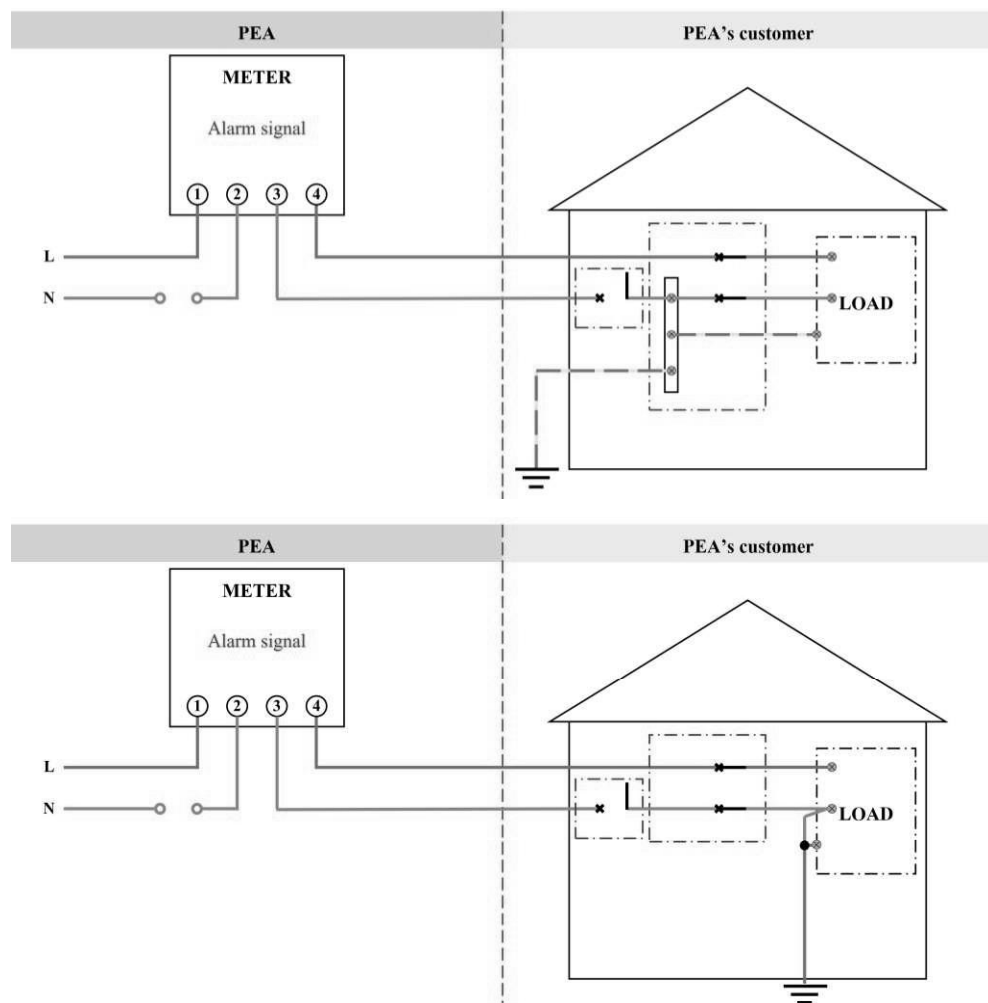 PEA PEA’s customer
METER
Alarm signal
1 2 3 4
L
N
LOAD
PEA PEA’s customer
METER
Alarm signal
1 2 3 4
L
N
LOAD